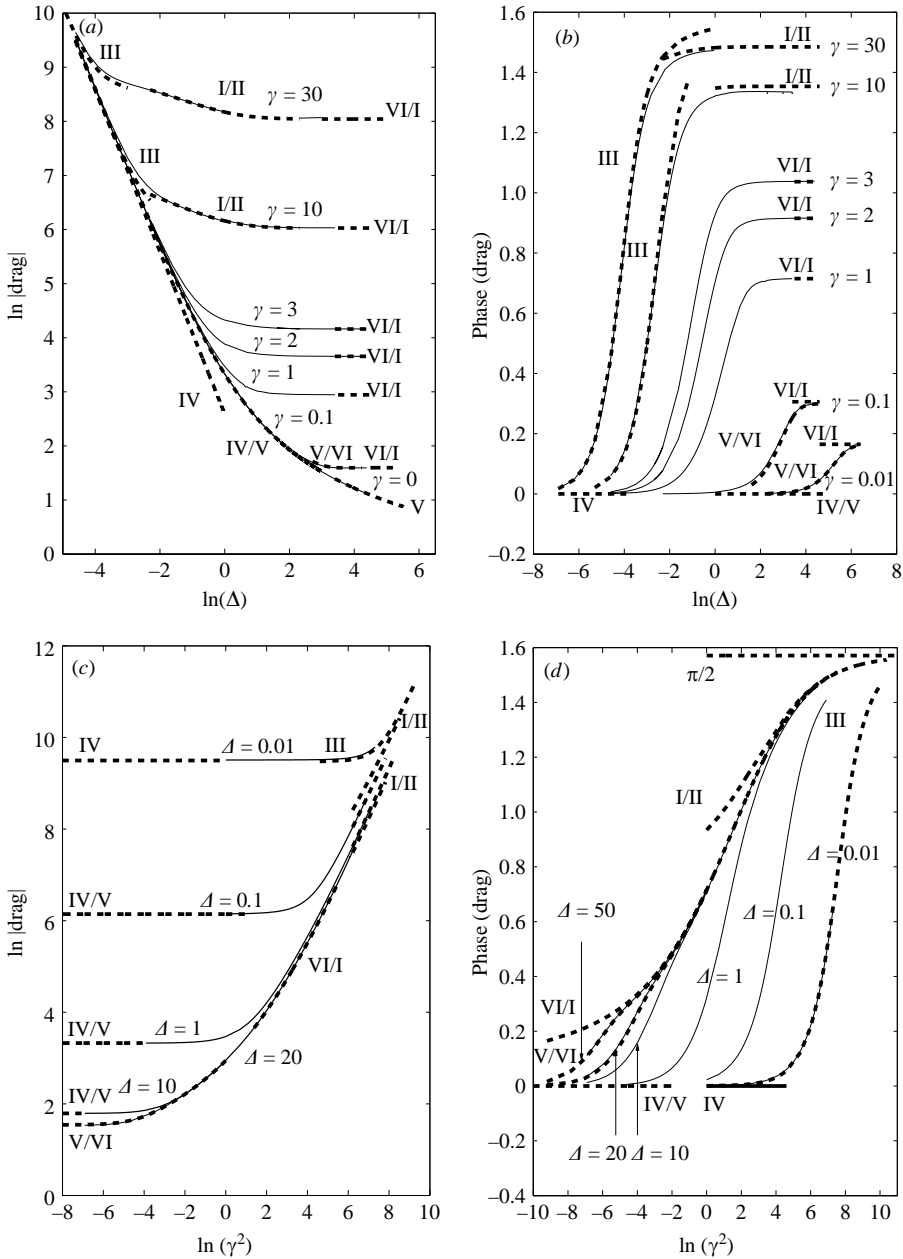 (a)
ln |drag|
10
9
8
7
6
5
4
3
2
1
0
III
I/II
γ = 30
VI/I
III
I/II
γ = 10
VI/I
γ = 3
VI/I
γ = 2
VI/I
γ = 1
VI/I
IV
γ = 0.1
IV/V
V/VI
VI/I
γ = 0
V
−4
−2
0
2
4
6
ln(Δ)
(b)
Phase (drag)
1.6
1.4
1.2
1.0
0.8
0.6
0.4
0.2
0
−0.2
I/II
γ = 30
I/II
γ = 10
III
III
VI/I
γ = 3
VI/I
γ = 2
VI/I
γ = 1
VI/I
γ = 0.1
V/VI
VI/I
V/VI
γ = 0.01
IV
IV/V
−8
−6
−4
−2
0
2
4
6
8
ln(Δ)
(c)
ln |drag|
12
10
8
6
4
2
0
IV
Δ = 0.01
III
I/II
I/II
IV/V
Δ = 0.1
VI/I
IV/V
Δ = 1
Δ = 20
IV/V
Δ = 10
V/VI
−8
−6
−4
−2
0
2
4
6
8
10
ln (γ²)
(d)
Phase (drag)
1.6
1.4
1.2
1.0
0.8
0.6
0.4
0.2
0
−0.2
−0.4
π/2
III
I/II
Δ = 0.01
Δ = 50
Δ = 0.1
Δ = 1
VI/I
V/VI
IV/V
IV
Δ = 20
Δ = 10
−10
−8
−6
−4
−2
0
2
4
6
8
10
ln (γ²)